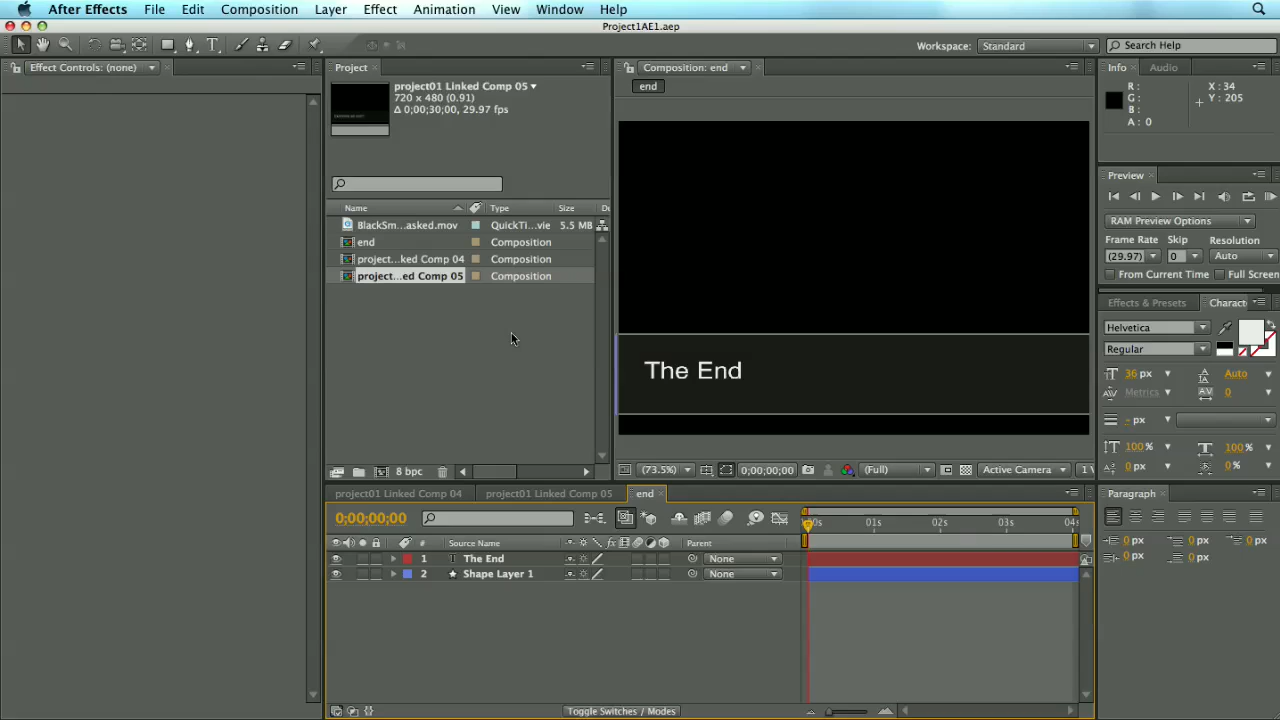 After Effects File Edit Composition Layer Effect Animation View Window Help
Project1AE1.aep
Workspace: Standard Search Help
Effect Controls: (none)
Project
Composition: end
Info Audio
project01 Linked Comp 05
720 x 480 (0.91)
Δ 0;00;30;00, 29.97 fps
end
R :
G :
B :
A : 0
X : 34
Y : 205
Preview
RAM Preview Options
Frame Rate Skip Resolution
(29.97) 0 Auto
From Current Time Full Screen
Name Type Size
BlackSm...asked.mov QuickTi...vie 5.5 MB
end Composition
project...ked Comp 04 Composition
project...ed Comp 05 Composition
The End
Effects & Presets Charact
Helvetica
Regular
36 px Auto
Metrics 0
- px
100 % 100 %
0 px 0 %
8 bpc
(73.5%) 0;00;00;00 (Full) Active Camera
project01 Linked Comp 04 project01 Linked Comp 05 end
Paragraph
0;00;00;00
01s 02s 03s
# Source Name Parent
1 The End None
2 Shape Layer 1 None
0 px 0 px 0 px
0 px 0 px
Toggle Switches / Modes